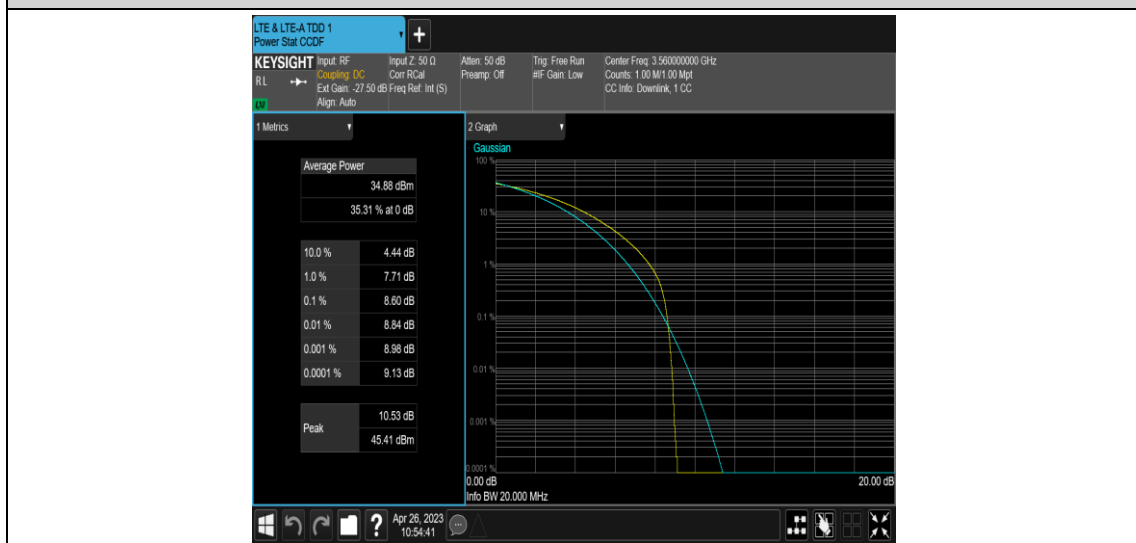 LTE & LTE-A TDD 1
Power Stat CCDF
KEYSIGHT
RL
LXI
Input: RF
Coupling: DC
Ext Gain: -27.50 dB
Align: Auto
Input Z: 50 Ω
Corr RCal
Freq Ref: Int (S)
Atten: 50 dB
Preamp: Off
Trig: Free Run
#IF Gain: Low
Center Freq: 3.560000000 GHz
Counts: 1.00 M/1.00 Mpt
CC Info: Downlink, 1 CC
1 Metrics
Average Power
34.88 dBm
35.31 % at 0 dB
10.0 % 4.44 dB
1.0 % 7.71 dB
0.1 % 8.60 dB
0.01 % 8.84 dB
0.001 % 8.98 dB
0.0001 % 9.13 dB
Peak
10.53 dB
45.41 dBm
2 Graph
Gaussian
100 %
10 %
1 %
0.1 %
0.01 %
0.001 %
0.0001 %
0.00 dB
20.00 dB
Info BW 20.000 MHz
Apr 26, 2023
10:54:41